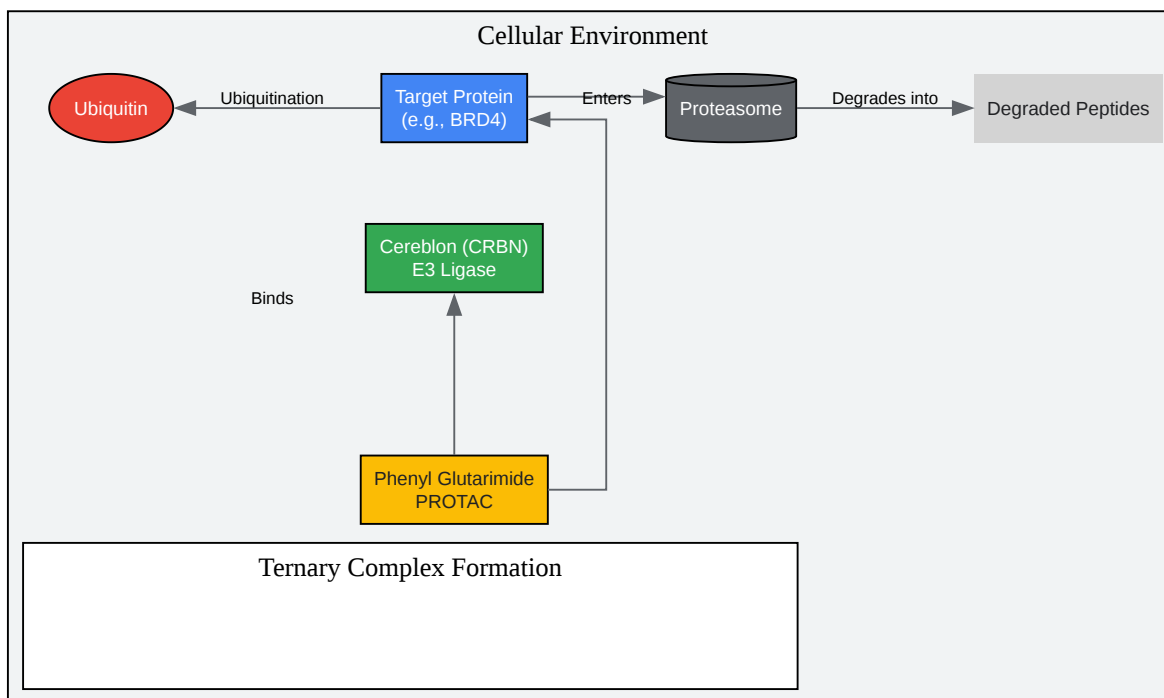 Cellular Environment
Ubiquitin
Ubiquitination
Target Protein
(e.g., BRD4)
Enters
Proteasome
Degrades into
Degraded Peptides
Cereblon (CRBN)
E3 Ligase
Binds
Phenyl Glutarimide
PROTAC
Ternary Complex Formation